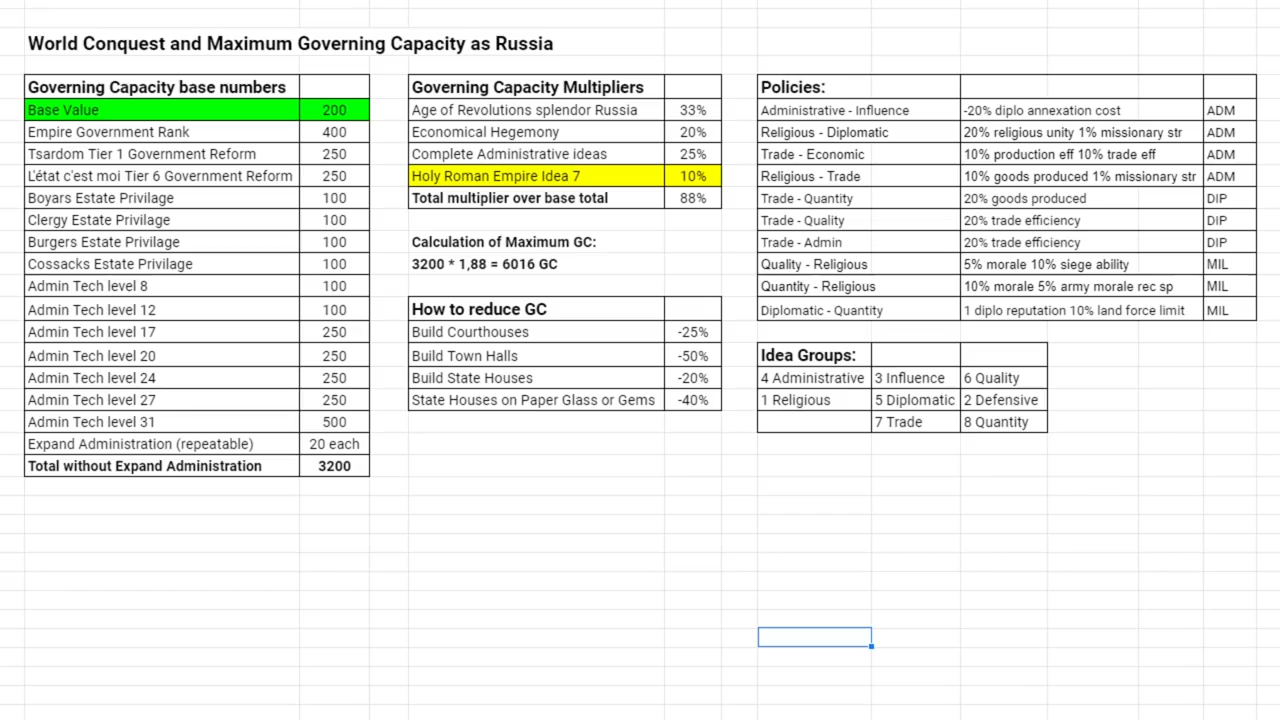 World Conquest and Maximum Governing Capacity as Russia
Governing Capacity base numbers
Base Value 200
Empire Government Rank 400
Tsardom Tier 1 Government Reform 250
L'état c'est moi Tier 6 Government Reform 250
Boyars Estate Privilage 100
Clergy Estate Privilage 100
Burgers Estate Privilage 100
Cossacks Estate Privilage 100
Admin Tech level 8 100
Admin Tech level 12 100
Admin Tech level 17 250
Admin Tech level 20 250
Admin Tech level 24 250
Admin Tech level 27 250
Admin Tech level 31 500
Expand Administration (repeatable) 20 each
Total without Expand Administration 3200
Governing Capacity Multipliers
Age of Revolutions splendor Russia 33%
Economical Hegemony 20%
Complete Administrative ideas 25%
Holy Roman Empire Idea 7 10%
Total multiplier over base total 88%
Calculation of Maximum GC:
3200 * 1,88 = 6016 GC
How to reduce GC
Build Courthouses -25%
Build Town Halls -50%
Build State Houses -20%
State Houses on Paper Glass or Gems -40%
Policies:
Administrative - Influence -20% diplo annexation cost ADM
Religious - Diplomatic 20% religious unity 1% missionary str ADM
Trade - Economic 10% production eff 10% trade eff ADM
Religious - Trade 10% goods produced 1% missionary str ADM
Trade - Quantity 20% goods produced DIP
Trade - Quality 20% trade efficiency DIP
Trade - Admin 20% trade efficiency DIP
Quality - Religious 5% morale 10% siege ability MIL
Quantity - Religious 10% morale 5% army morale rec sp MIL
Diplomatic - Quantity 1 diplo reputation 10% land force limit MIL
Idea Groups:
4 Administrative 3 Influence 6 Quality
1 Religious 5 Diplomatic 2 Defensive
7 Trade 8 Quantity